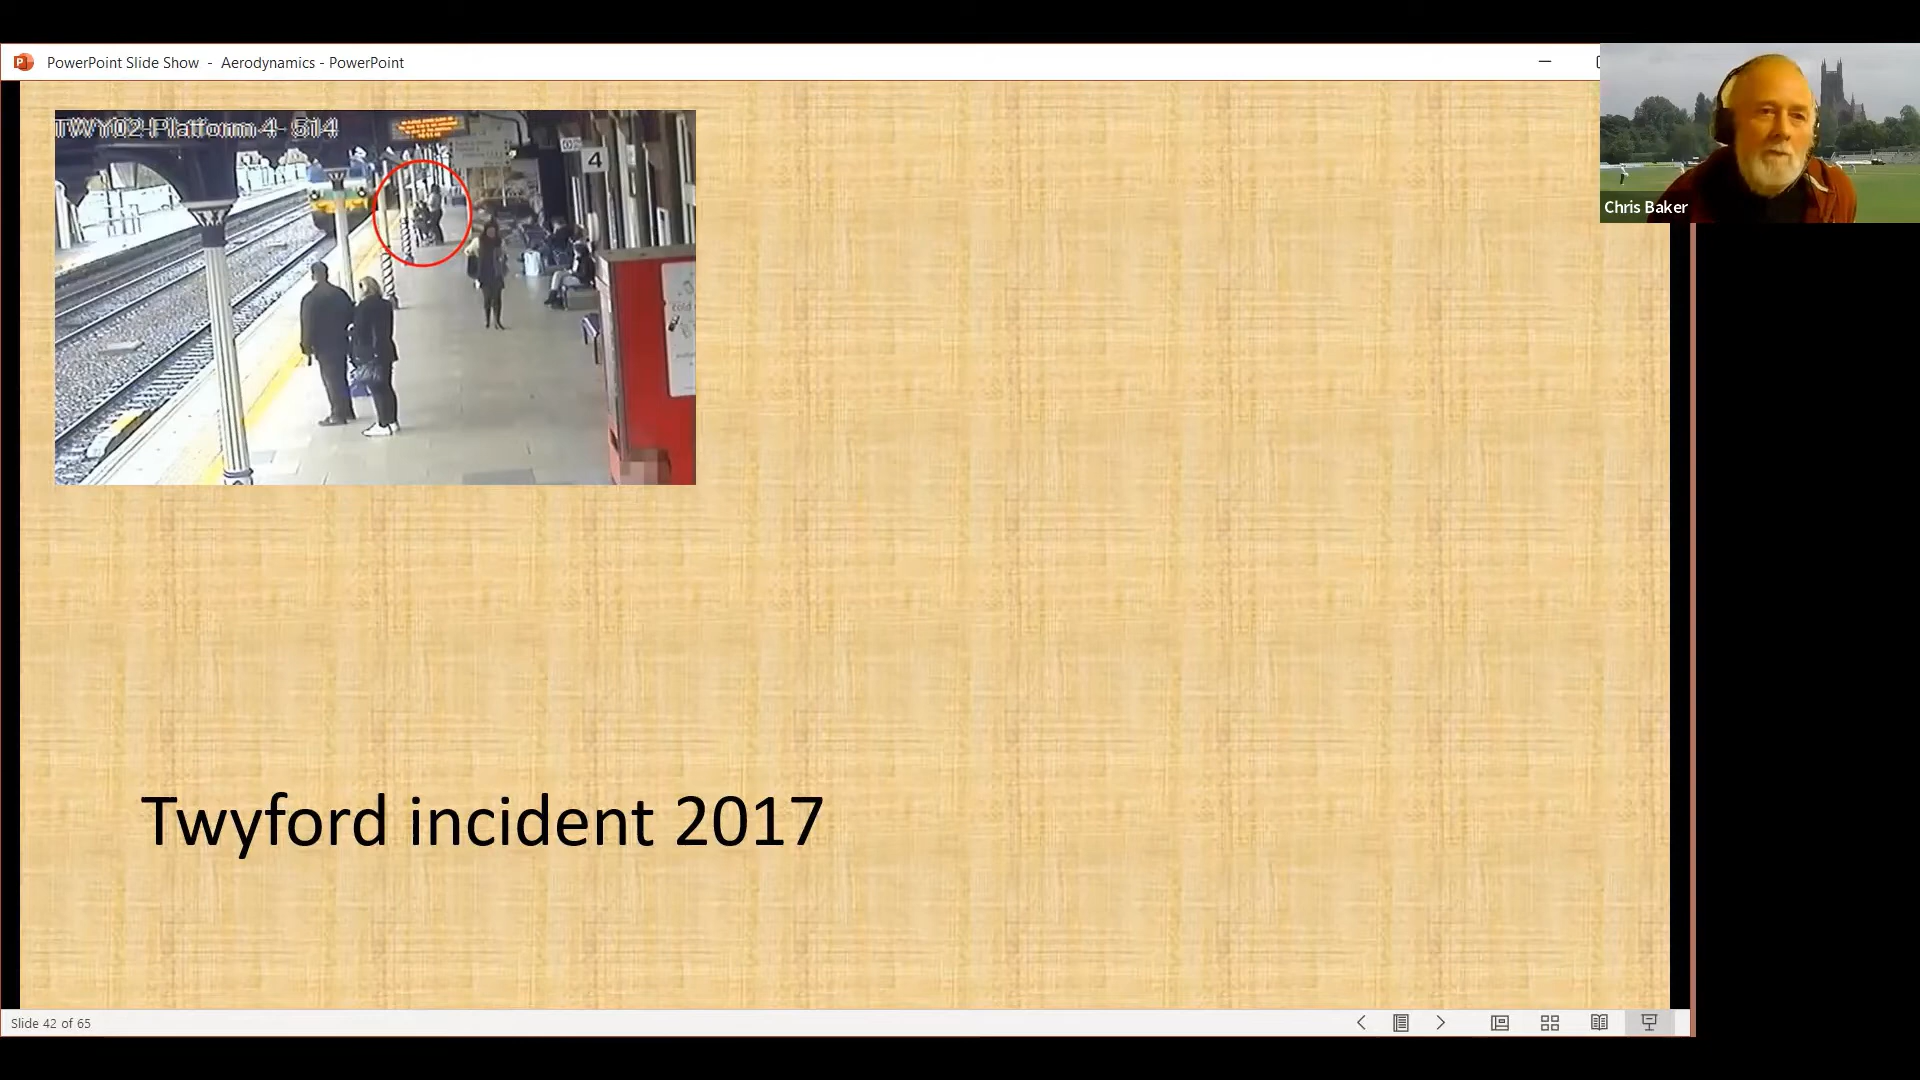 PowerPoint Slide Show - Aerodynamics - PowerPoint
TWY02-Platform 4- 514
4
cold
Chris Baker
Twyford incident 2017
Slide 42 of 65